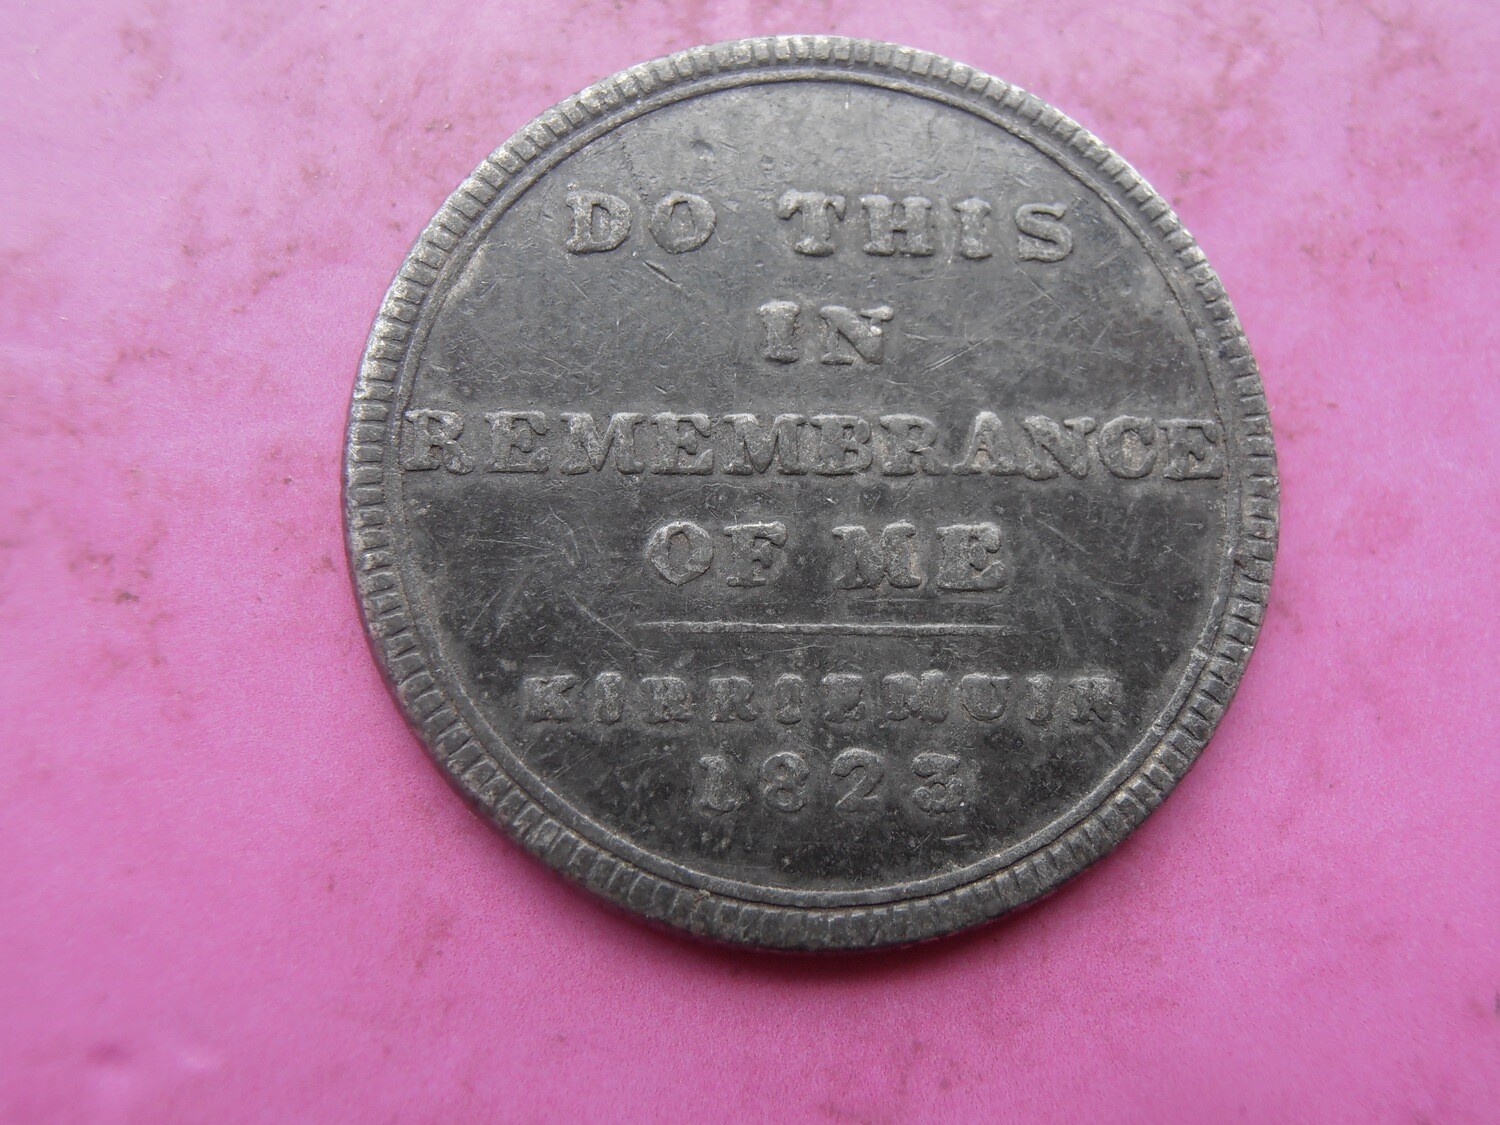 DO THIS
IN
REMEMBRANCE
OF ME
KIRRIEMUIR
1823